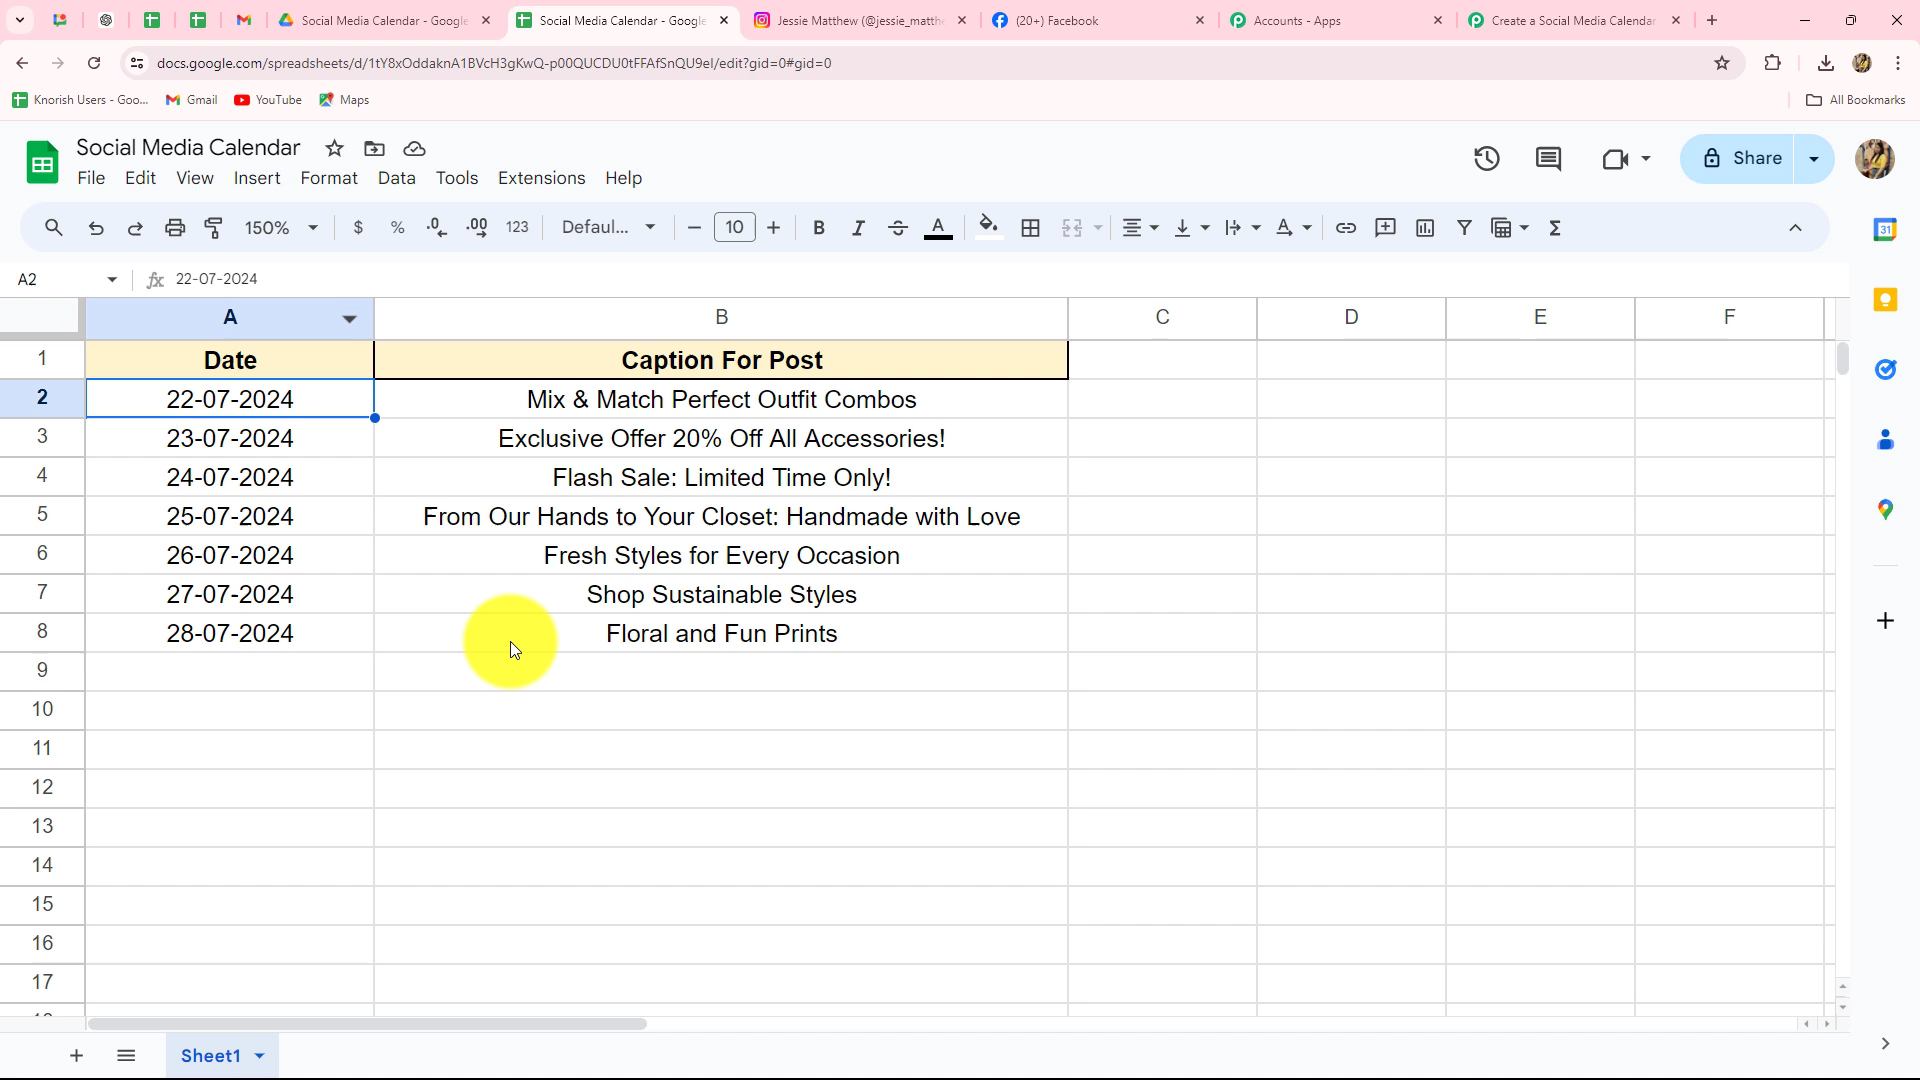 Social Media Calendar - Google
Social Media Calendar - Google
Jessie Matthew (@jessie_matth
(20+) Facebook
Accounts - Apps
Create a Social Media Calendar
docs.google.com/spreadsheets/d/1tY8xOddaknA1BVcH3gKwQ-p00QUCDU0tFFAfSnQU9eI/edit?gid=0#gid=0
Knorish Users - Goo...
Gmail
YouTube
Maps
All Bookmarks
Social Media Calendar
File Edit View Insert Format Data Tools Extensions Help
Share
150%
$ % .0 .00 123
Defaul...
10
B I A
A2
fx 22-07-2024
A B C D E F
1 Date Caption For Post
2 22-07-2024 Mix & Match Perfect Outfit Combos
3 23-07-2024 Exclusive Offer 20% Off All Accessories!
4 24-07-2024 Flash Sale: Limited Time Only!
5 25-07-2024 From Our Hands to Your Closet: Handmade with Love
6 26-07-2024 Fresh Styles for Every Occasion
7 27-07-2024 Shop Sustainable Styles
8 28-07-2024 Floral and Fun Prints
9
10
11
12
13
14
15
16
17
Sheet1